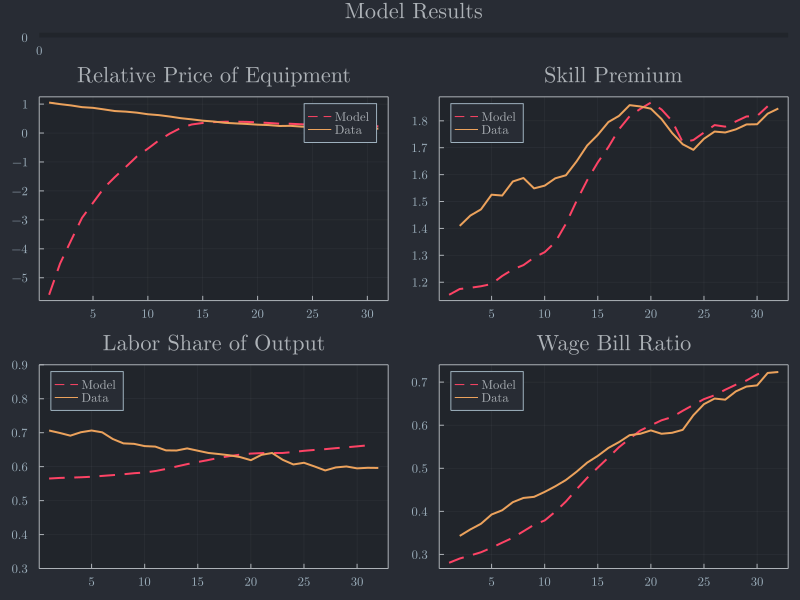 Model Results
0
0
Relative Price of Equipment
1
0
−1
−2
−3
−4
−5
5 10 15 20 25 30
Model
Data
Skill Premium
1.8
1.7
1.6
1.5
1.4
1.3
1.2
5 10 15 20 25 30
Model
Data
Labor Share of Output
0.9
0.8
0.7
0.6
0.5
0.4
0.3
5 10 15 20 25 30
Model
Data
Wage Bill Ratio
0.7
0.6
0.5
0.4
0.3
5 10 15 20 25 30
Model
Data